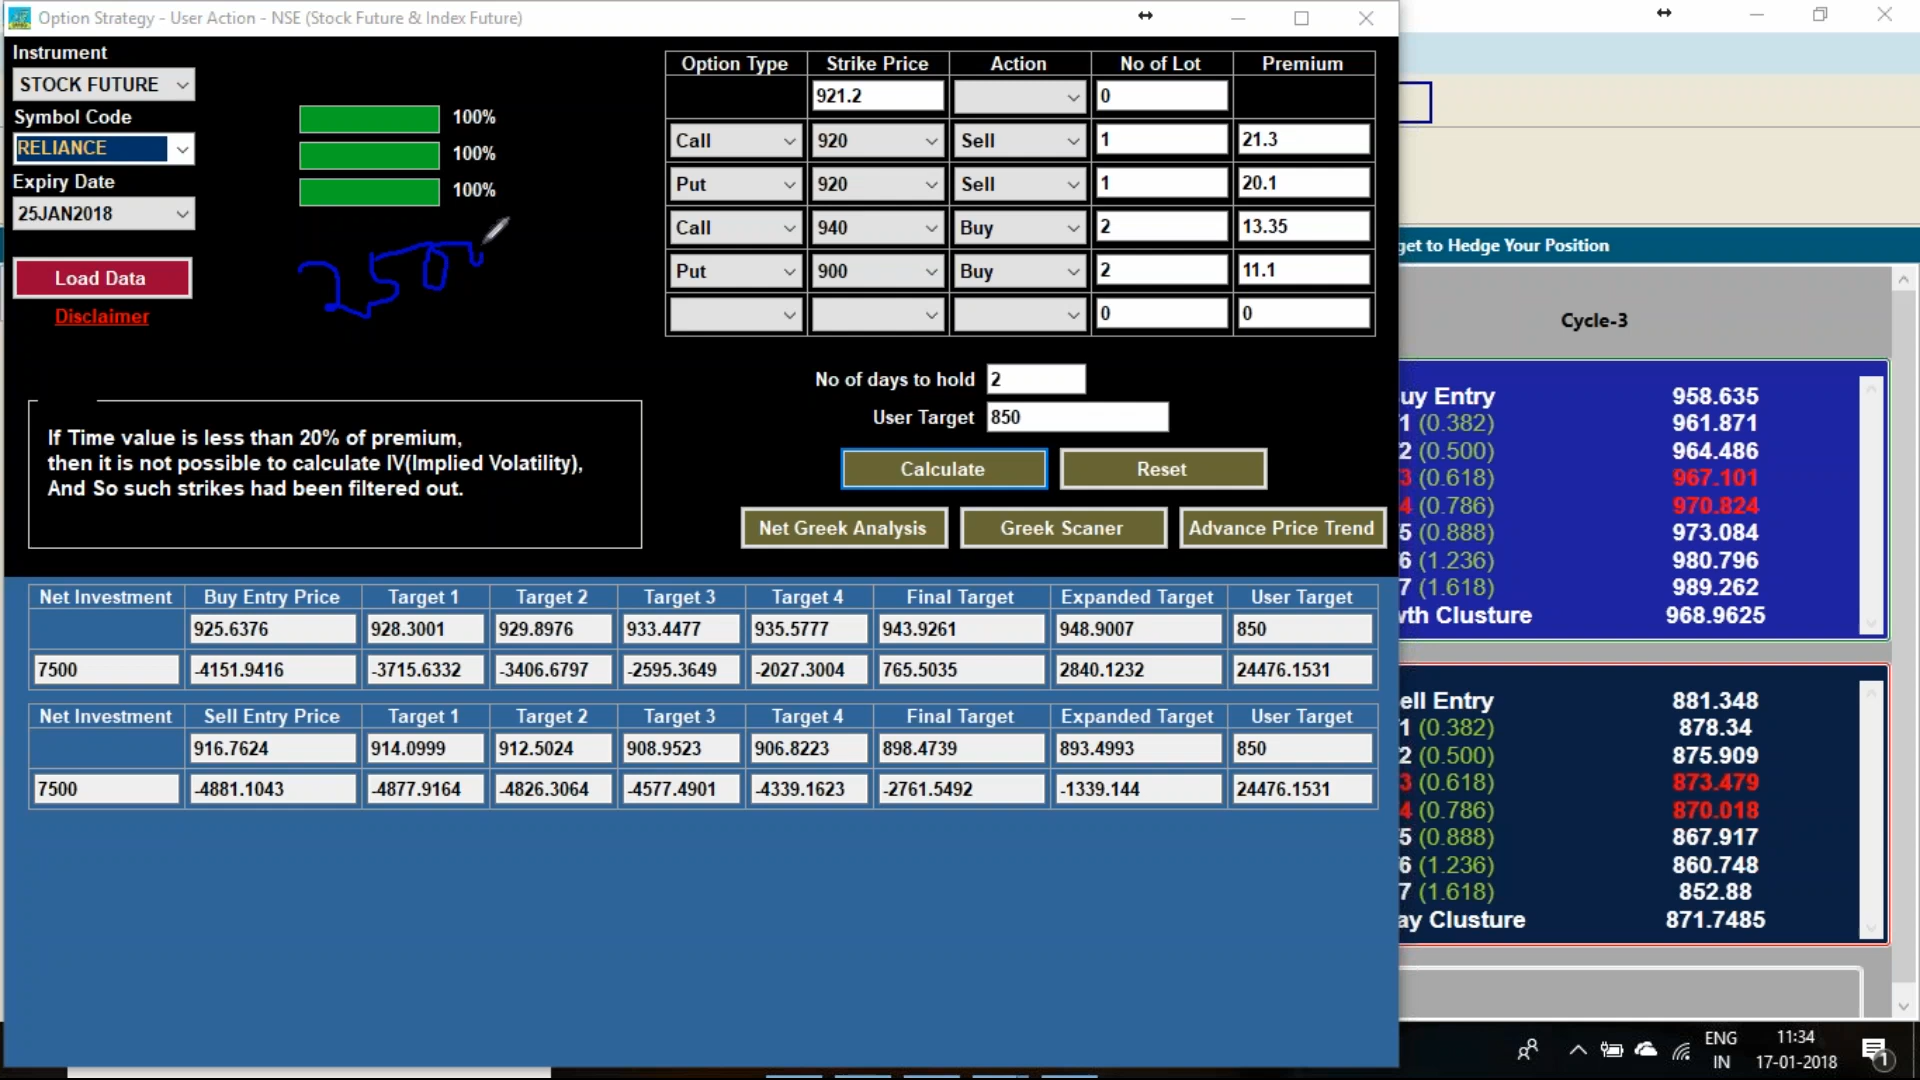 Option Strategy - User Action - NSE (Stock Future & Index Future)
Instrument
STOCK FUTURE
Symbol Code
RELIANCE
Expiry Date
25JAN2018
Load Data
Disclaimer
100%
100%
100%
Option Type Strike Price Action No of Lot Premium
921.2 0
Call 920 Sell 1 21.3
Put 920 Sell 1 20.1
Call 940 Buy 2 13.35
Put 900 Buy 2 11.1
0 0
No of days to hold 2
User Target 850
Calculate Reset
Net Greek Analysis Greek Scaner Advance Price Trend
If Time value is less than 20% of premium,
then it is not possible to calculate IV(Implied Volatility),
And So such strikes had been filtered out.
Net Investment Buy Entry Price Target 1 Target 2 Target 3 Target 4 Final Target Expanded Target User Target
925.6376 928.3001 929.8976 933.4477 935.5777 943.9261 948.9007 850
7500 -4151.9416 -3715.6332 -3406.6797 -2595.3649 -2027.3004 765.5035 2840.1232 24476.1531
Net Investment Sell Entry Price Target 1 Target 2 Target 3 Target 4 Final Target Expanded Target User Target
916.7624 914.0999 912.5024 908.9523 906.8223 898.4739 893.4993 850
7500 -4881.1043 -4877.9164 -4826.3064 -4577.4901 -4339.1623 -2761.5492 -1339.144 24476.1531
get to Hedge Your Position
Cycle-3
uy Entry 958.635
1 (0.382) 961.871
2 (0.500) 964.486
3 (0.618) 967.101
4 (0.786) 970.824
5 (0.888) 973.084
6 (1.236) 980.796
7 (1.618) 989.262
wth Clusture 968.9625
ell Entry 881.348
1 (0.382) 878.34
2 (0.500) 875.909
3 (0.618) 873.479
4 (0.786) 870.018
5 (0.888) 867.917
6 (1.236) 860.748
7 (1.618) 852.88
ay Clusture 871.7485
ENG
IN
11:34
17-01-2018
1